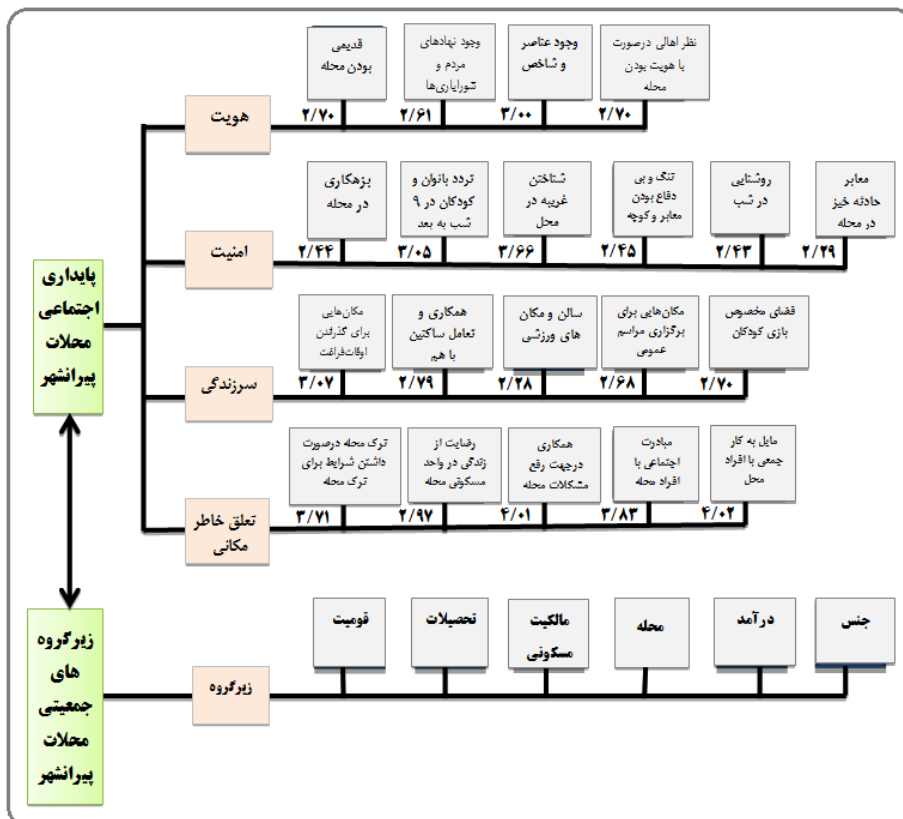 قدیمی
بودن محله
وجود نهادهای
مردم و
شورایاری‌ها
وجود عناصر
و شاخص
نظر اهالی درصورت
با هویت بودن
محله
هویت
۲/۷۰
۲/۶۱
۳/۰۰
۲/۷۰
بزهکاری
در محله
تردد بانوان و
کودکان در ۹
شب به بعد
شناختن
غریبه در
محل
تنگ و بی
دفاع بودن
معابر و کوچه
روشنایی
در شب
معابر
حادثه خیز
در محله
امنیت
۲/۴۴
۳/۰۵
۳/۶۶
۲/۴۵
۲/۴۳
۲/۲۹
پایداری
اجتماعی
محلات
پیرانشهر
مکان‌هایی
برای گذرندن
اوقات‌فراغت
همکاری و
تعامل ساکنین
با هم
سالن و مکان
های ورزشی
مکان‌هایی برای
برگزاری مراسم
عمومی
فضای مخصوص
بازی کودکان
سرزندگی
۳/۰۷
۲/۷۹
۲/۲۸
۲/۶۸
۲/۷۰
ترک محله درصورت
داشتن شرایط برای
ترک محله
رضایت از
زندگی در واحد
مسکونی محله
همکاری
درجهت رفع
مشکلات محله
مبادرت
اجتماعی با
افراد محله
مایل به کار
جمعی با افراد
محل
تعلق خاطر
مکانی
۳/۷۱
۲/۹۷
۴/۰۱
۳/۸۳
۴/۰۲
زیرگروه
های
جمعیتی
محلات
پیرانشهر
زیرگروه
قومیت
تحصیلات
مالکیت
مسکونی
محله
درآمد
جنس